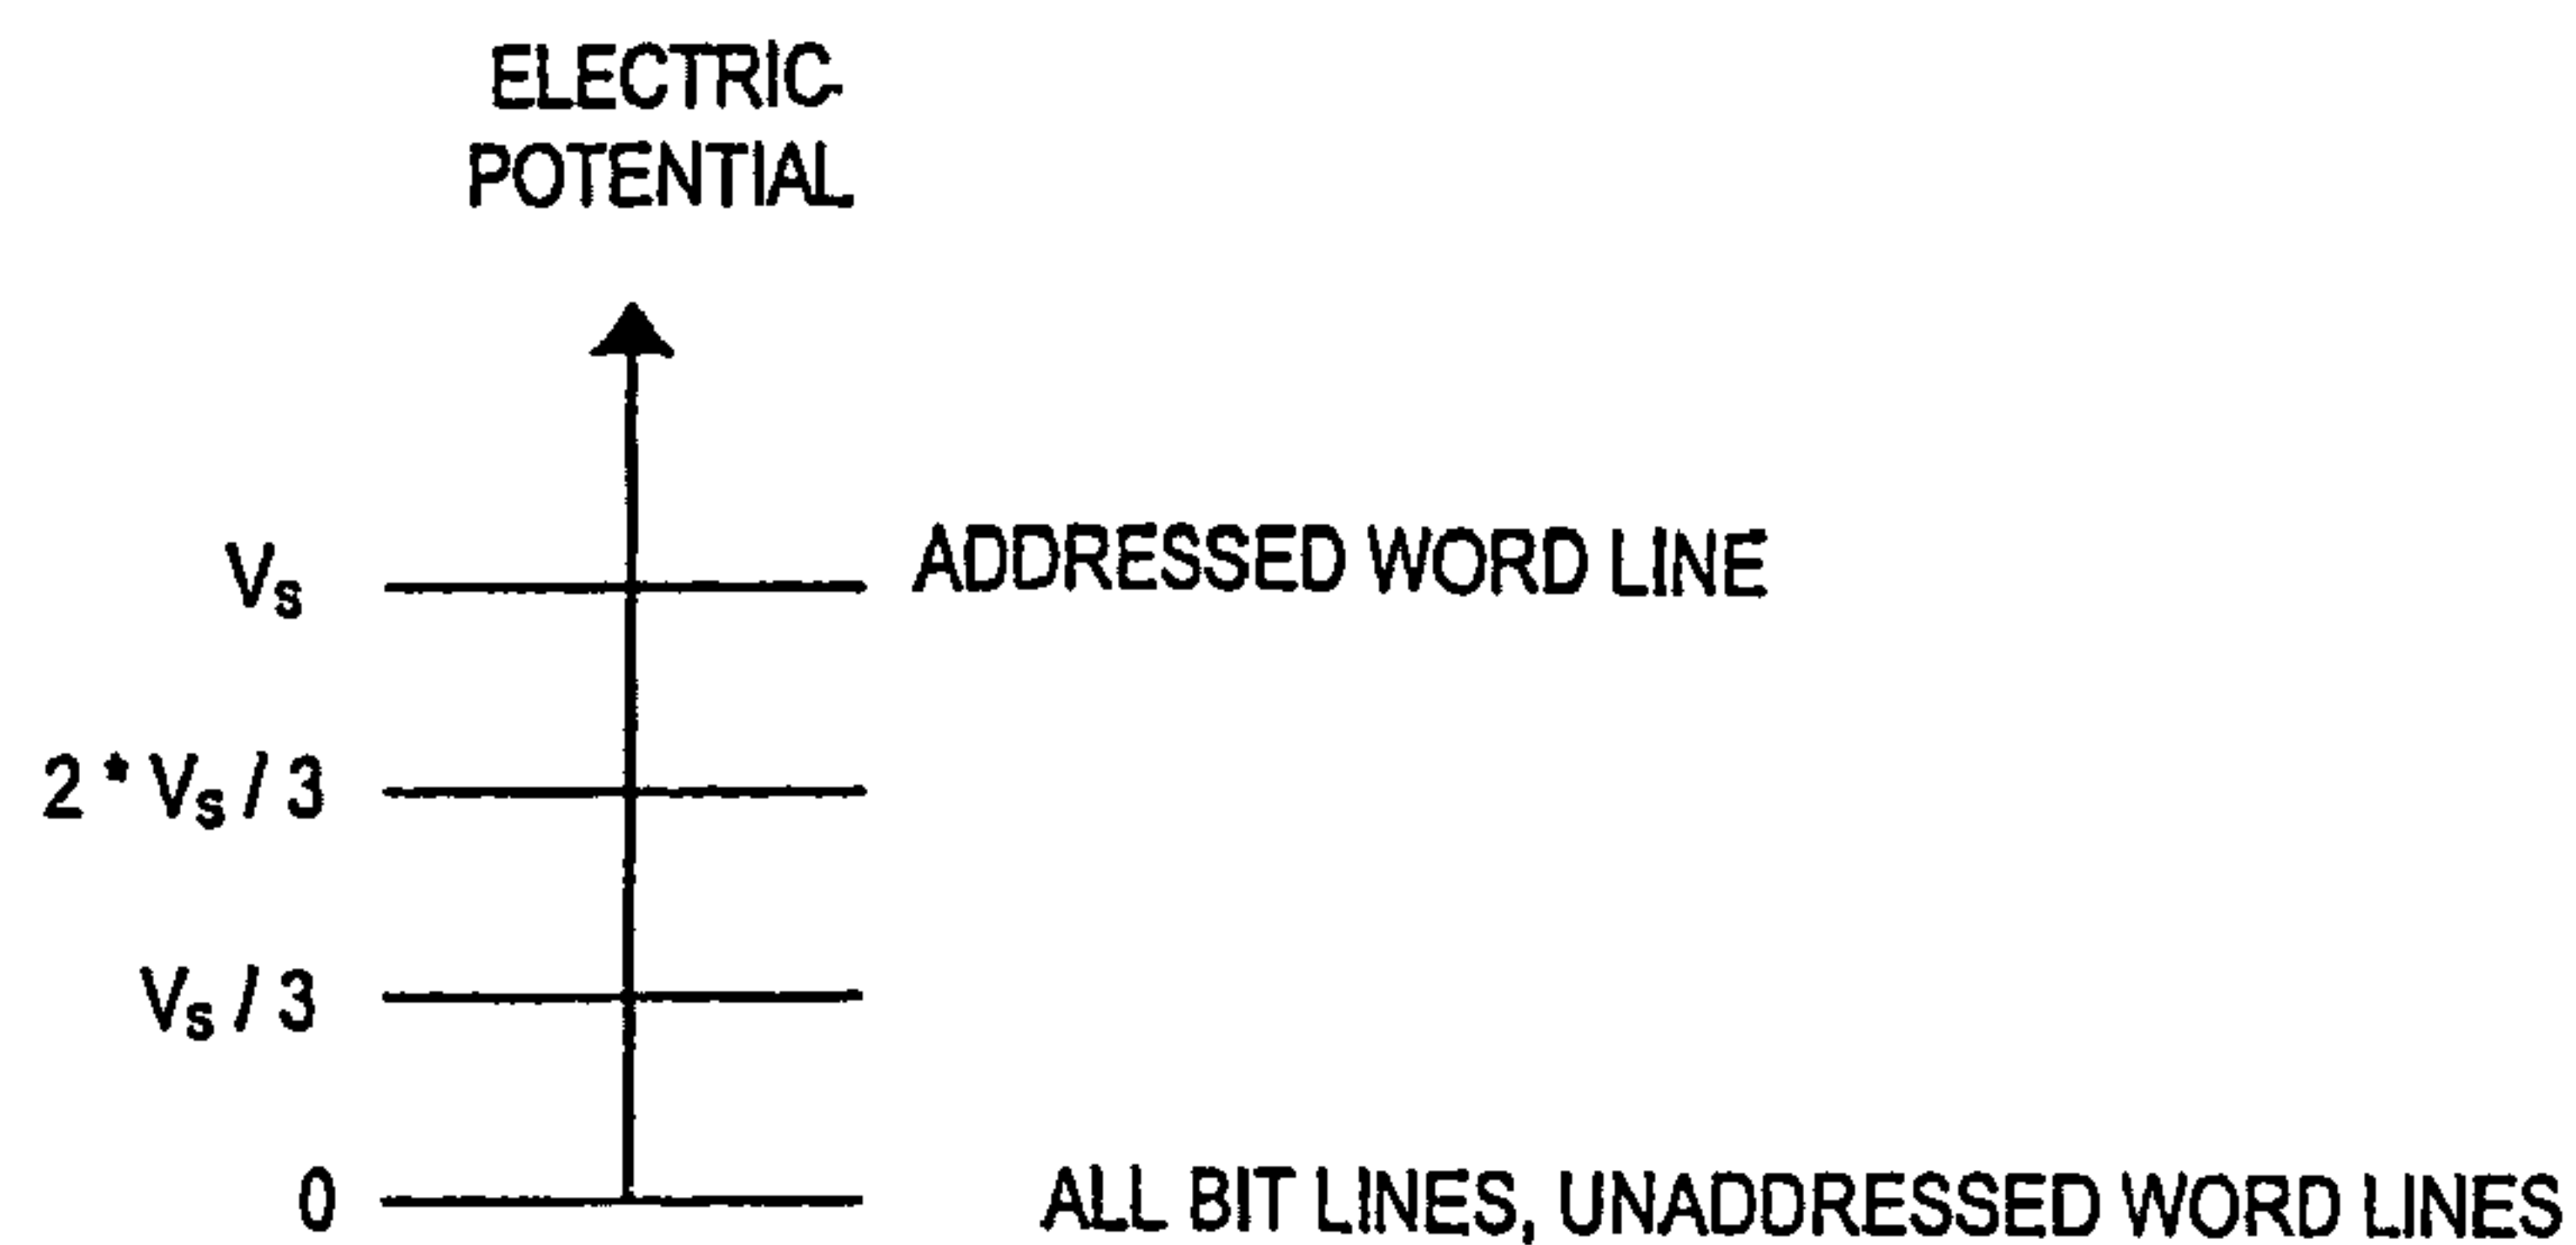 ELECTRIC
POTENTIAL
Vs ADDRESSED WORD LINE
2 * Vs / 3
Vs / 3
0 ALL BIT LINES, UNADDRESSED WORD LINES